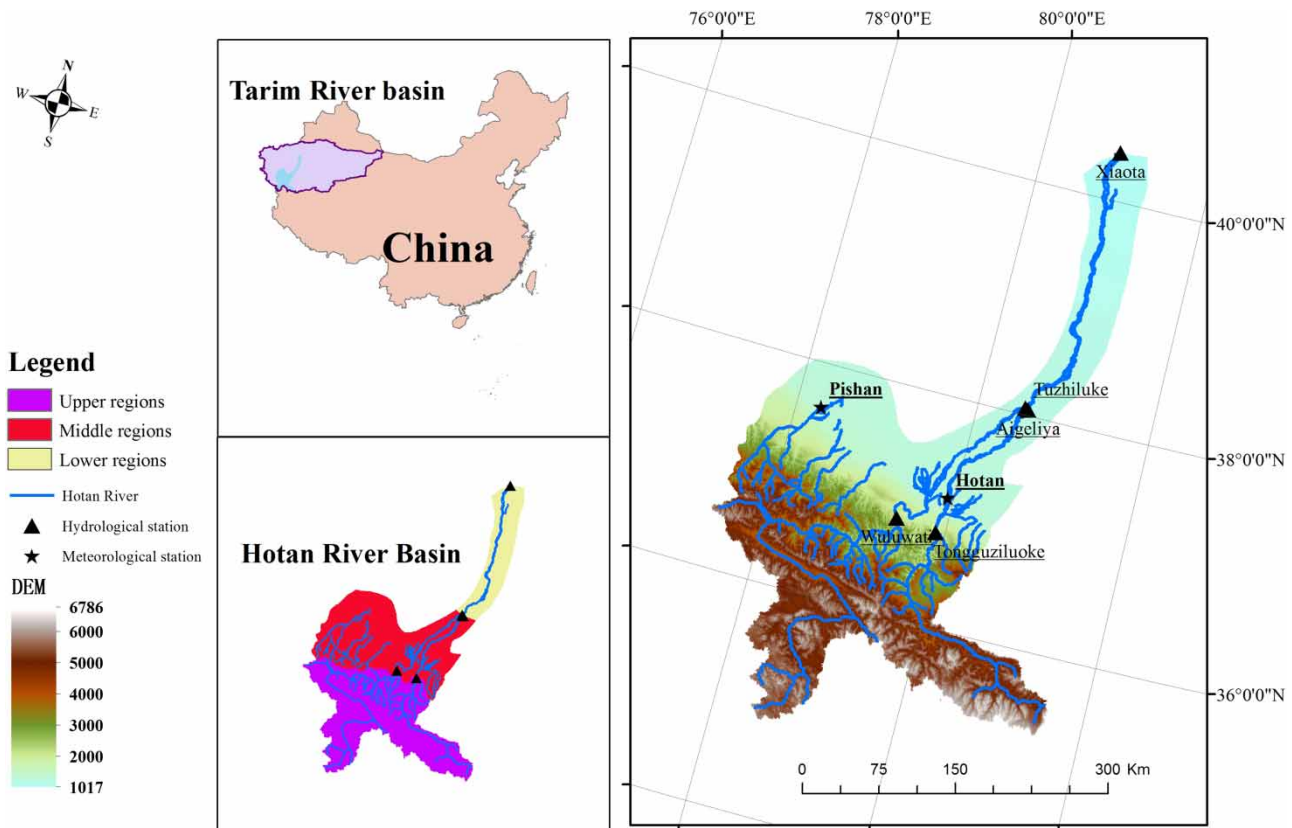 N
W
E
S
Tarim River basin
China
Legend
Upper regions
Middle regions
Lower regions
Hotan River
Hydrological station
Meteorological station
DEM
6786
6000
5000
4000
3000
2000
1017
Hotan River Basin
76°0'0"E
78°0'0"E
80°0'0"E
40°0'0"N
38°0'0"N
36°0'0"N
Xiaota
Pishan
Tuzhiluke
Aigeliya
Hotan
Wuluwat
Tongguziluoke
0 75 150 300 Km